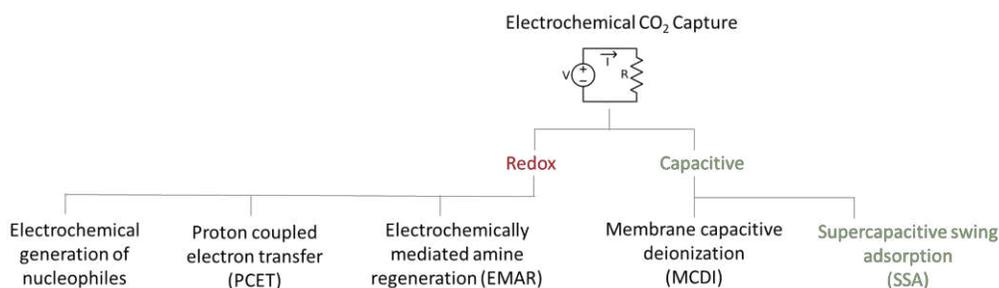 Electrochemical CO₂ Capture
I
V
R
Redox
Capacitive
Electrochemical
generation of
nucleophiles
Proton coupled
electron transfer
(PCET)
Electrochemically
mediated amine
regeneration (EMAR)
Membrane capacitive
deionization
(MCDI)
Supercapacitive swing
adsorption
(SSA)